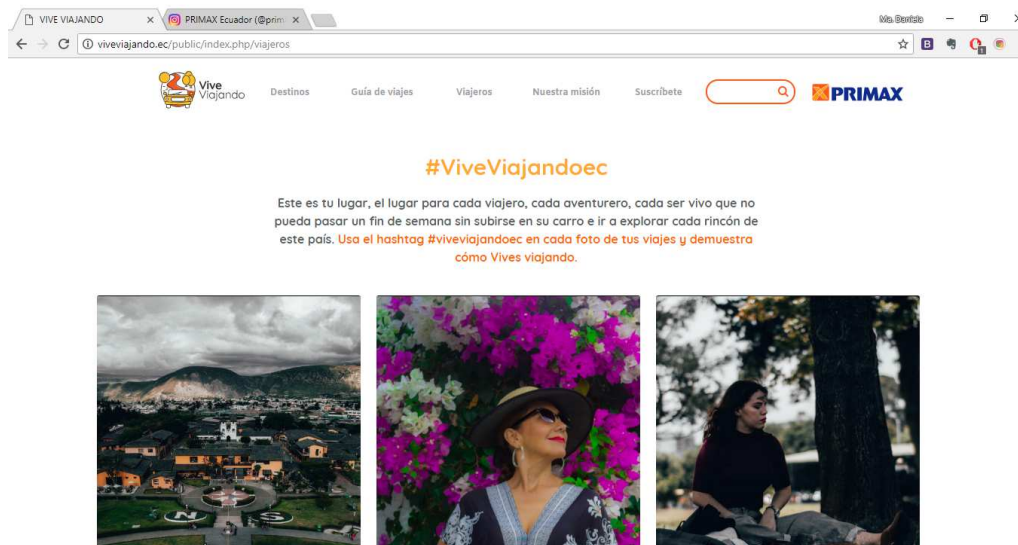 VIVE VIAJANDO
PRIMAX Ecuador (@prim
Ma. Daniela
viveviajando.ec/public/index.php/viajeros
Vive
Viajando
Destinos
Guía de viajes
Viajeros
Nuestra misión
Suscríbete
PRIMAX
#ViveViajandoec
Este es tu lugar, el lugar para cada viajero, cada aventurero, cada ser vivo que no
pueda pasar un fin de semana sin subirse en su carro e ir a explorar cada rincón de
este país. Usa el hashtag #viveviajandoec en cada foto de tus viajes y demuestra
cómo Vives viajando.
N
S